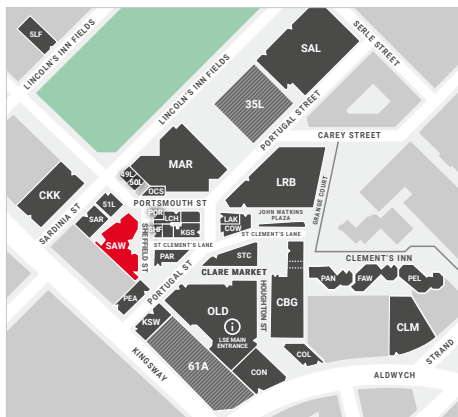 5LF
LINCOLN'S INN FIELDS
LINCOLN'S INN FIELDS
SAL
SERLE STREET
35L
PORTUGAL STREET
CAREY STREET
MAR
49L
50L
OCS
LRB
CKK
51L
PORTSMOUTH ST
GRANGE COURT
SARDINIA ST
SAR
POR
LCH
SHF
KGS
LAK
COW
JOHN WATKINS
PLAZA
SAW
SHEFFIELD ST
ST CLEMENT'S LANE
ST CLEMENT'S LANE
PAR
STC
CLEMENT'S INN
CLARE MARKET
PORTUGAL ST
PAN
FAW
PEL
PEA
OLD
HOUGHTON ST
CBG
KSW
LSE MAIN
ENTRANCE
CLM
KINGSWAY
61A
CON
COL
STRAND
ALDWYCH